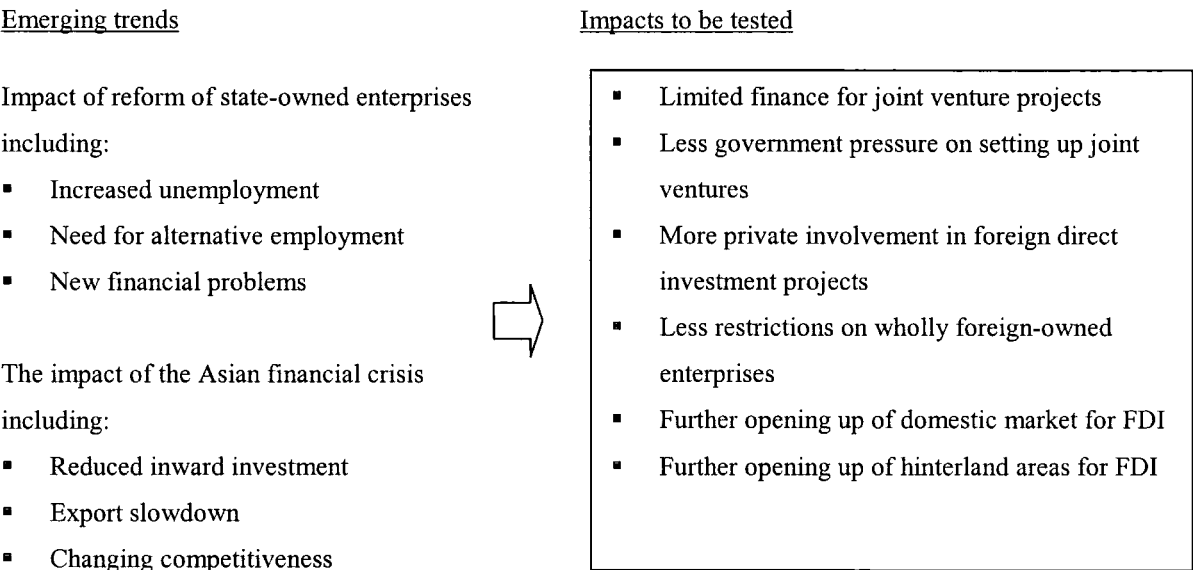 Emerging trends
Impact of reform of state-owned enterprises
including:
▪ Increased unemployment
▪ Need for alternative employment
▪ New financial problems
The impact of the Asian financial crisis
including:
▪ Reduced inward investment
▪ Export slowdown
▪ Changing competitiveness
Impacts to be tested
▪ Limited finance for joint venture projects
▪ Less government pressure on setting up joint
ventures
▪ More private involvement in foreign direct
investment projects
▪ Less restrictions on wholly foreign-owned
enterprises
▪ Further opening up of domestic market for FDI
▪ Further opening up of hinterland areas for FDI